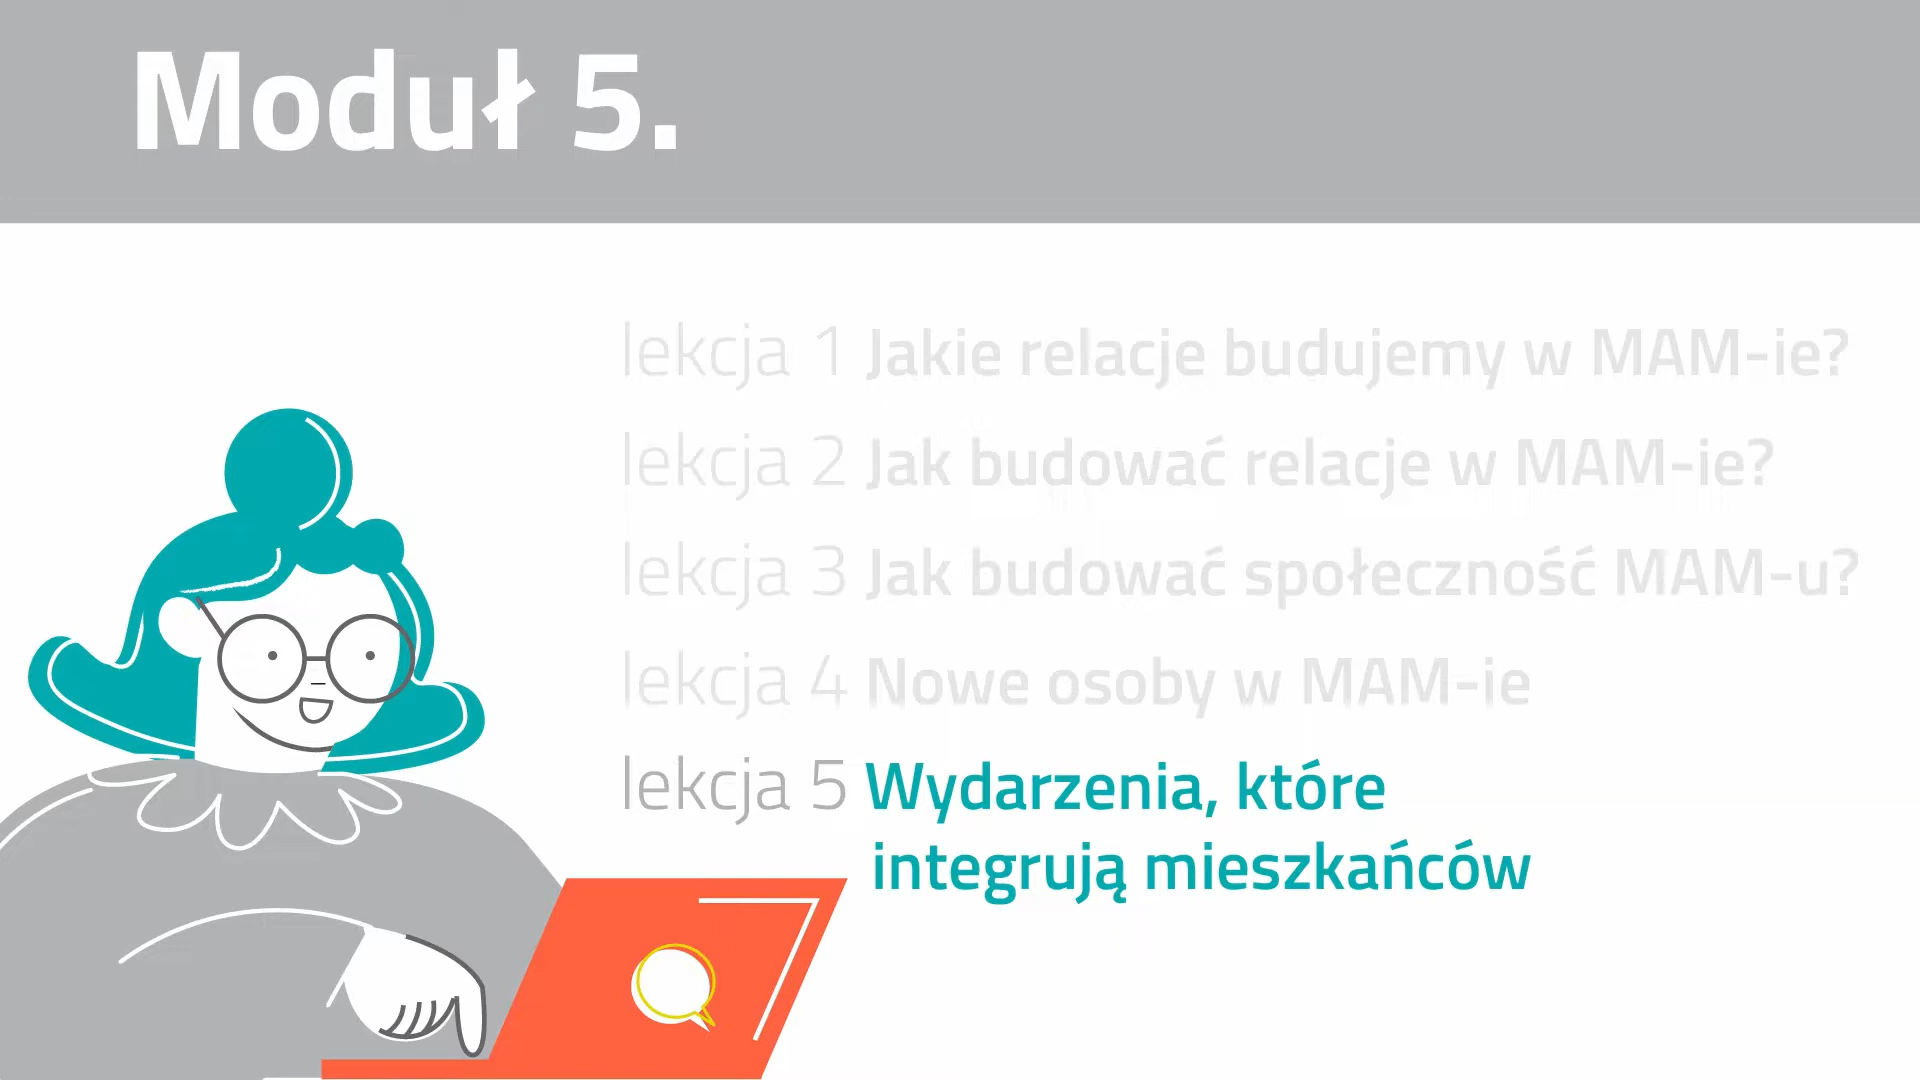 Moduł 5.
lekcja 1 Jakie relacje budujemy w MAM-ie?
lekcja 2 Jak budować relacje w MAM-ie?
lekcja 3 Jak budować społeczność MAM-u?
lekcja 4 Nowe osoby w MAM-ie
lekcja 5 Wydarzenia, które
integrują mieszkańców